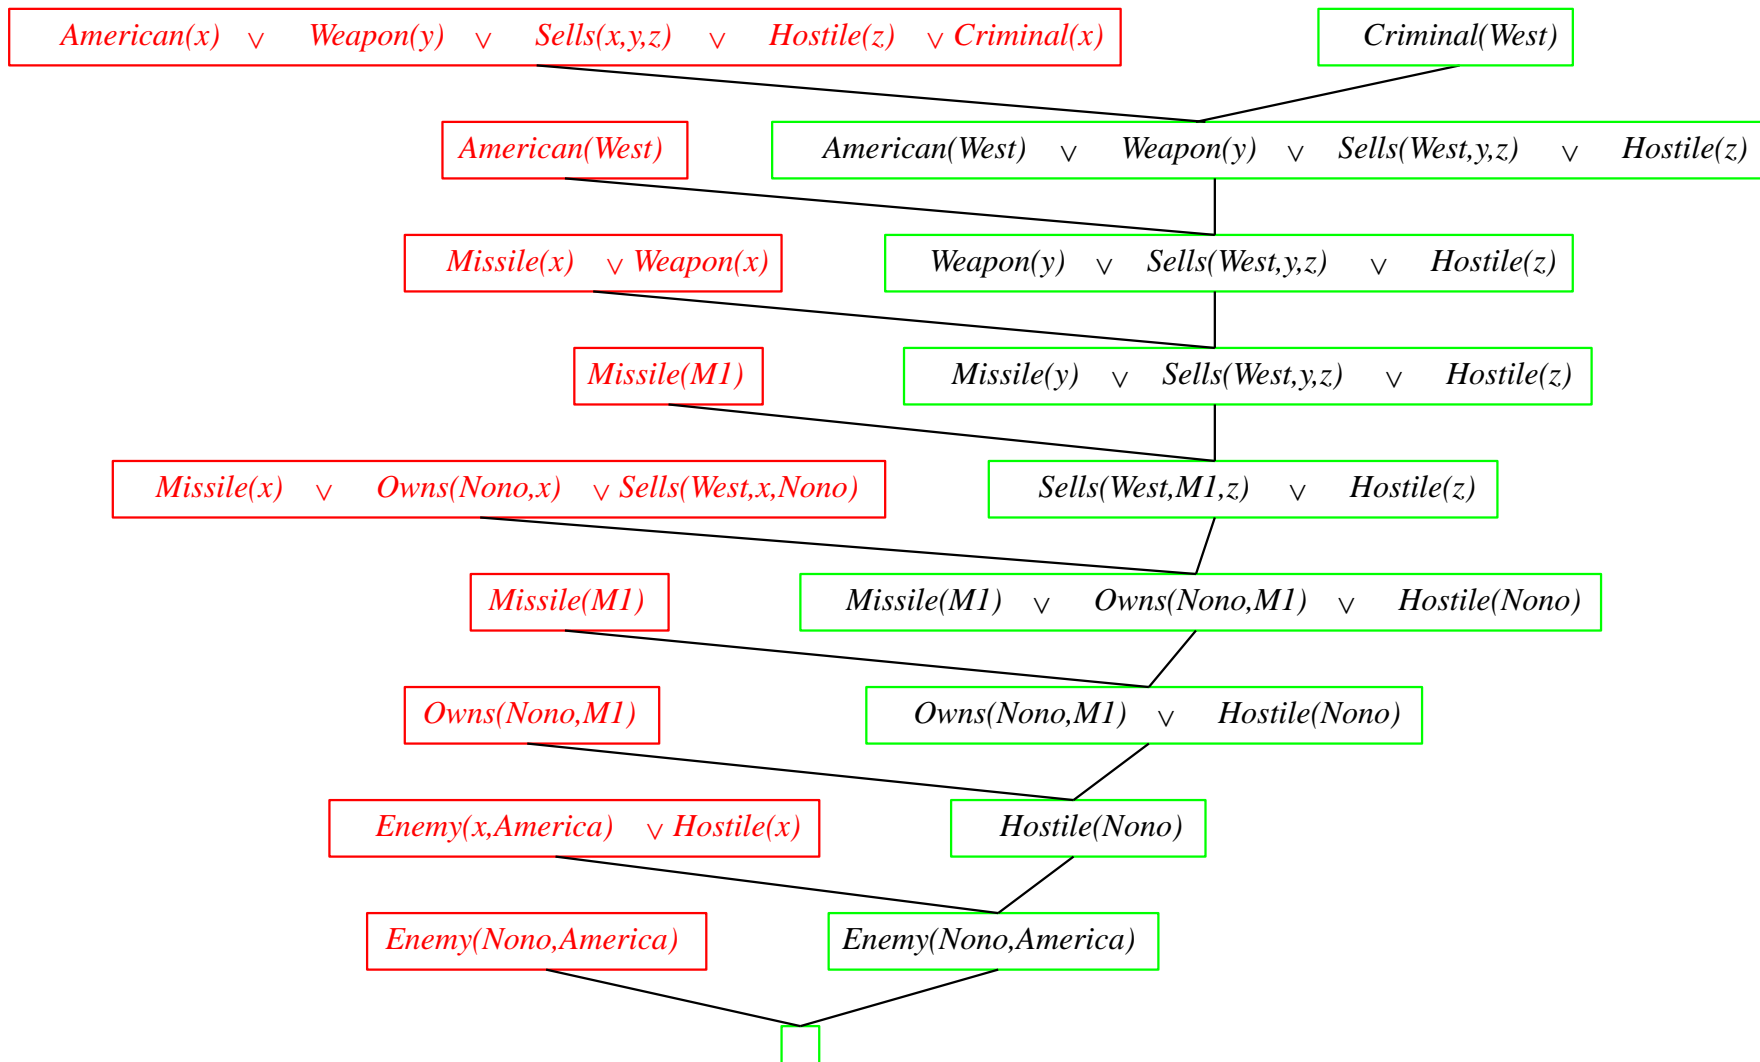 American(x) ∨ Weapon(y) ∨ Sells(x,y,z) ∨ Hostile(z) ∨ Criminal(x) Criminal(West)
American(West) American(West) ∨ Weapon(y) ∨ Sells(West,y,z) ∨ Hostile(z)
Missile(x) ∨ Weapon(x) Weapon(y) ∨ Sells(West,y,z) ∨ Hostile(z)
Missile(M1) Missile(y) ∨ Sells(West,y,z) ∨ Hostile(z)
Missile(x) ∨ Owns(Nono,x) ∨ Sells(West,x,Nono) Sells(West,M1,z) ∨ Hostile(z)
Missile(M1) Missile(M1) ∨ Owns(Nono,M1) ∨ Hostile(Nono)
Owns(Nono,M1) Owns(Nono,M1) ∨ Hostile(Nono)
Enemy(x,America) ∨ Hostile(x) Hostile(Nono)
Enemy(Nono,America) Enemy(Nono,America)